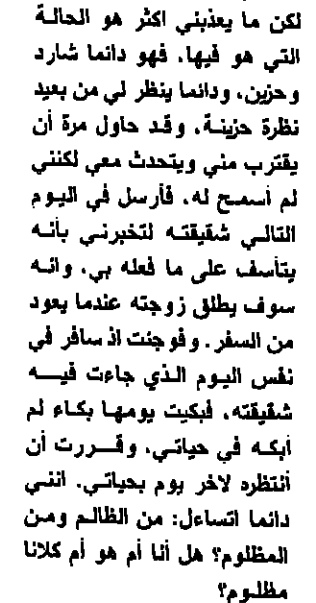 لكن ما يعذبني اكثر هو الحالة
التي هو فيها، فهو دائما شارد
وحزين، ودائما ينظر لي من بعيد
نظرة حزينة، وقد حاول مرة أن
يقترب مني ويتحدث معي لكنني
لم أسمح له، فأرسل في اليوم
التالي شقيقته لتخبرني بأنه
يتأسف على ما فعله بي، وانه
سوف يطلق زوجته عندما يعود
من السفر. وفوجئت اذ سافر في
نفس اليوم الذي جاءت فيه
شقيقته، فبكيت يومها بكاء لم
أبكه في حياتي، وقررت أن
أنتظره لاخر يوم بحياتي. انني
دائما اتساءل: من الظالم ومن
المظلوم؟ هل أنا أم هو أم كلانا
مظلوم؟